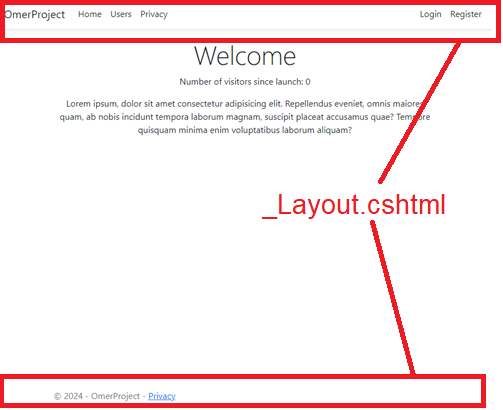 OmerProject Home Users Privacy Login Register
Welcome
Number of visitors since launch: 0
Lorem ipsum, dolor sit amet consectetur adipisicing elit. Repellendus eveniet, omnis maiores
quam, ab nobis incidunt tempora laborum magnam, suscipit placeat accusamus quae? Tempore
quisquam minima enim voluptatibus laborum aliquam?
_Layout.cshtml
© 2024 - OmerProject - Privacy